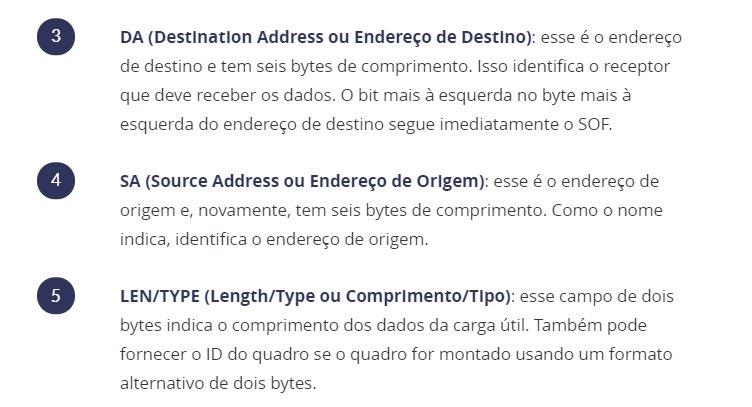 3
DA (Destination Address ou Endereço de Destino): esse é o endereço
de destino e tem seis bytes de comprimento. Isso identifica o receptor
que deve receber os dados. O bit mais à esquerda no byte mais à
esquerda do endereço de destino segue imediatamente o SOF.
4
SA (Source Address ou Endereço de Origem): esse é o endereço de
origem e, novamente, tem seis bytes de comprimento. Como o nome
indica, identifica o endereço de origem.
5
LEN/TYPE (Length/Type ou Comprimento/Tipo): esse campo de dois
bytes indica o comprimento dos dados da carga útil. Também pode
fornecer o ID do quadro se o quadro for montado usando um formato
alternativo de dois bytes.